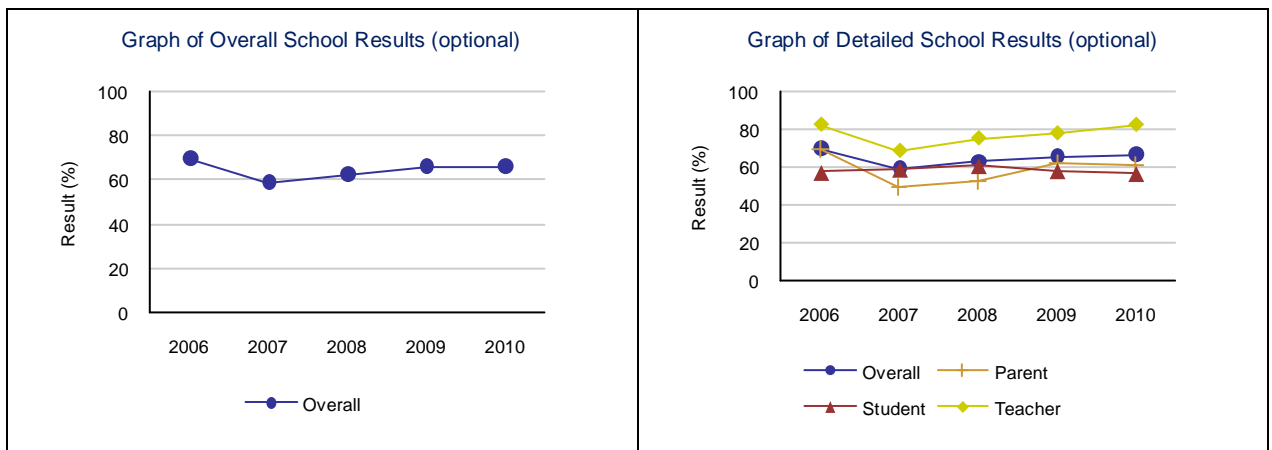 Graph of Overall School Results (optional)
100
80
60
40
20
0
Result (%)
2006 2007 2008 2009 2010
Overall
Graph of Detailed School Results (optional)
100
80
60
40
20
0
Result (%)
2006 2007 2008 2009 2010
Overall Parent
Student Teacher